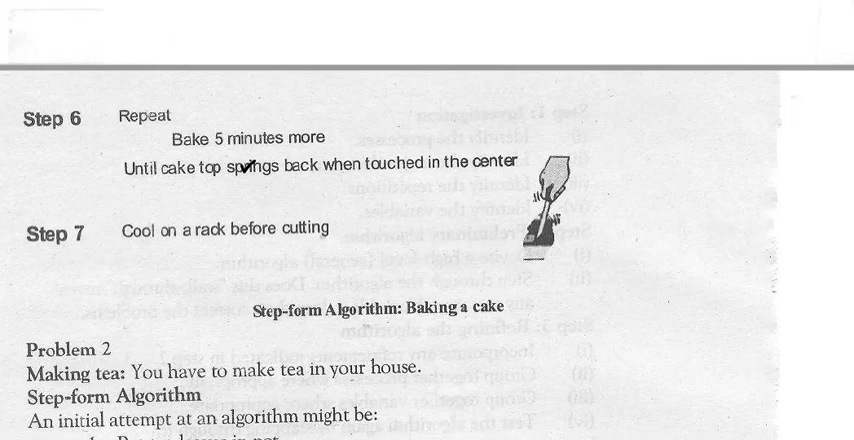 Step 6 Repeat
Bake 5 minutes more
Until cake top springs back when touched in the center
Step 7 Cool on a rack before cutting
Step-form Algorithm: Baking a cake
Problem 2
Making tea: You have to make tea in your house.
Step-form Algorithm
An initial attempt at an algorithm might be: